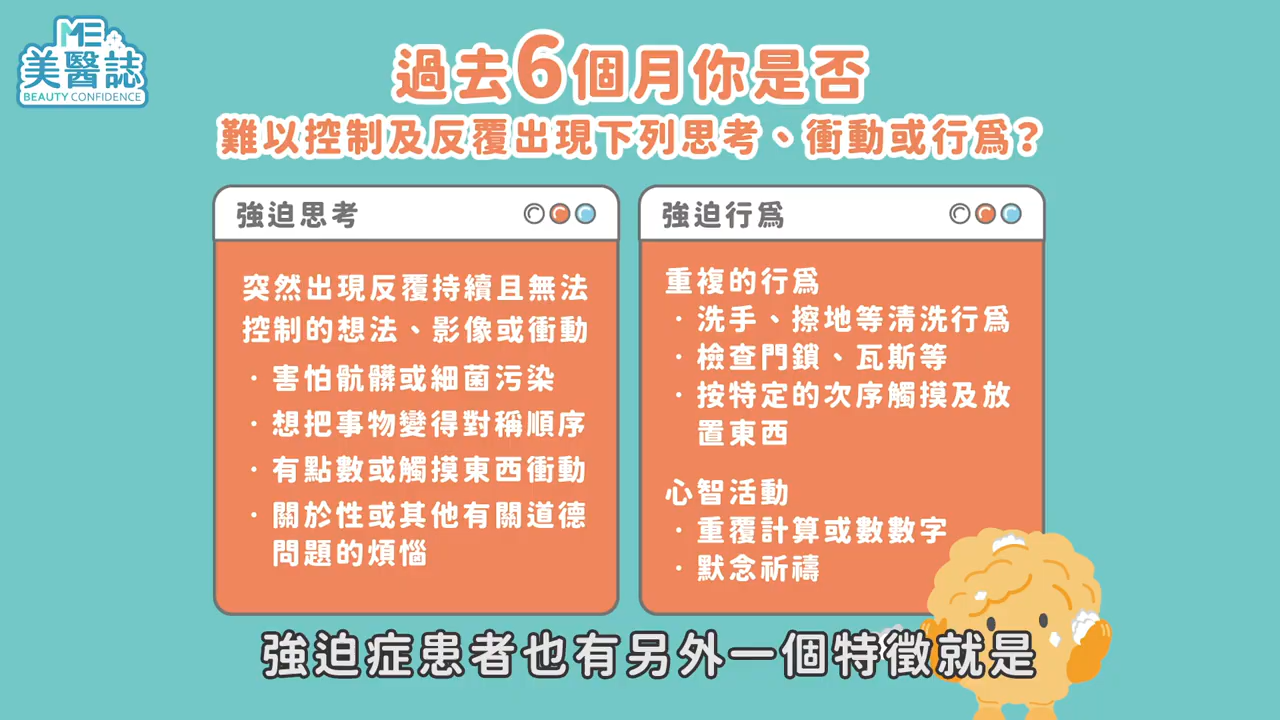 ME
美醫誌
BEAUTY CONFIDENCE
過去6個月你是否
難以控制及反覆出現下列思考、衝動或行為？
強迫思考
突然出現反覆持續且無法
控制的想法、影像或衝動
· 害怕骯髒或細菌污染
· 想把事物變得對稱順序
· 有點數或觸摸東西衝動
· 關於性或其他有關道德
問題的煩惱
強迫行為
重複的行為
· 洗手、擦地等清洗行為
· 檢查門鎖、瓦斯等
· 按特定的次序觸摸及放
置東西
心智活動
· 重覆計算或數數字
· 默念祈禱
強迫症患者也有另外一個特徵就是